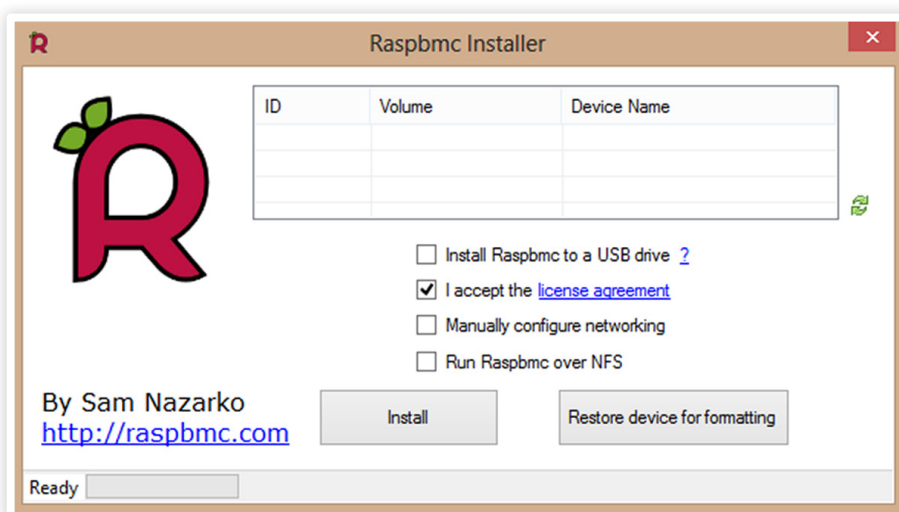 Raspbmc Installer
ID Volume Device Name
Install Raspbmc to a USB drive ?
I accept the license agreement
Manually configure networking
Run Raspbmc over NFS
By Sam Nazarko
http://raspbmc.com
Install
Restore device for formatting
Ready